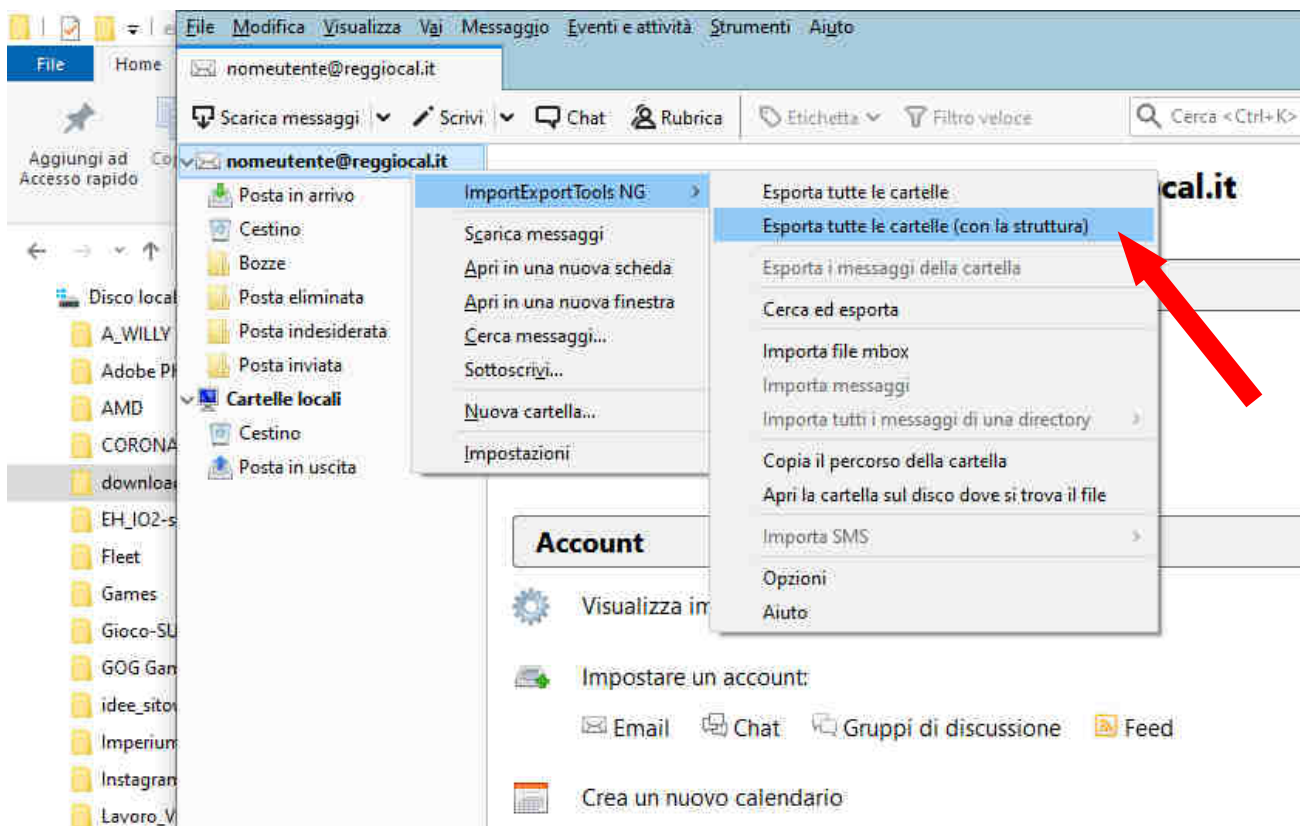 File Modifica Visualizza Vai Messaggio Eventi e attività Strumenti Aiuto
File Home
nomeutente@reggiocal.it
Scarica messaggi Scrivi Chat Rubrica Etichetta Filtro veloce Cerca <Ctrl+K>
Aggiungi ad
Accesso rapido
nomeutente@reggiocal.it
Posta in arrivo
Cestino
Bozze
Posta eliminata
Posta indesiderata
Posta inviata
Cartelle locali
Cestino
Posta in uscita
Disco local
A_WILLY
Adobe Ph
AMD
CORONA
downloa
EH_IO2-s
Fleet
Games
Gioco-SU
GOG Gam
idee_sitow
Imperium
Instagram
Lavoro_V
ImportExportTools NG
Scarica messaggi
Apri in una nuova scheda
Apri in una nuova finestra
Cerca messaggi...
Sottoscrivi...
Nuova cartella...
Impostazioni
Esporta tutte le cartelle
Esporta tutte le cartelle (con la struttura)
Esporta i messaggi della cartella
Cerca ed esporta
Importa file mbox
Importa messaggi
Importa tutti i messaggi di una directory
Copia il percorso della cartella
Apri la cartella sul disco dove si trova il file
Importa SMS
Opzioni
Aiuto
cal.it
Account
Visualizza im
Impostare un account:
Email Chat Gruppi di discussione Feed
Crea un nuovo calendario